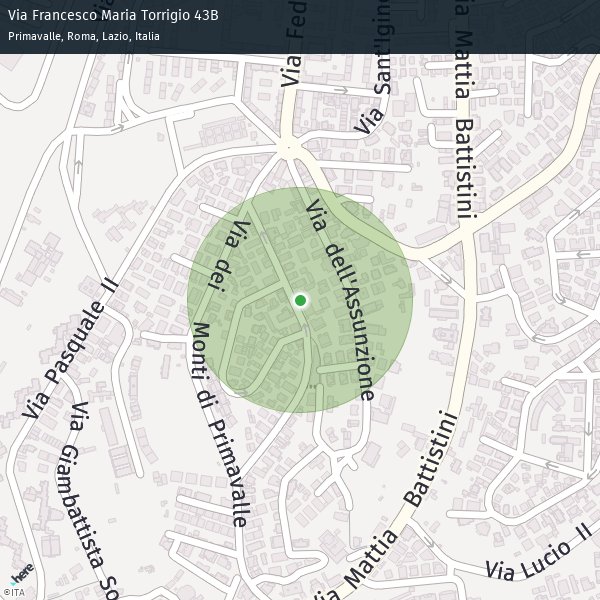 Via Francesco Maria Torrigio 43B
Primavalle, Roma, Lazio, Italia
Via Fed
Via Sant'Igino
Via Mattia Battistini
Via dell'Assunzione
Via dei Monti di Primavalle
Via Pasquale II
Via Giambattista So
Via Mattia Battistini
Via Lucio II
here
©ITA